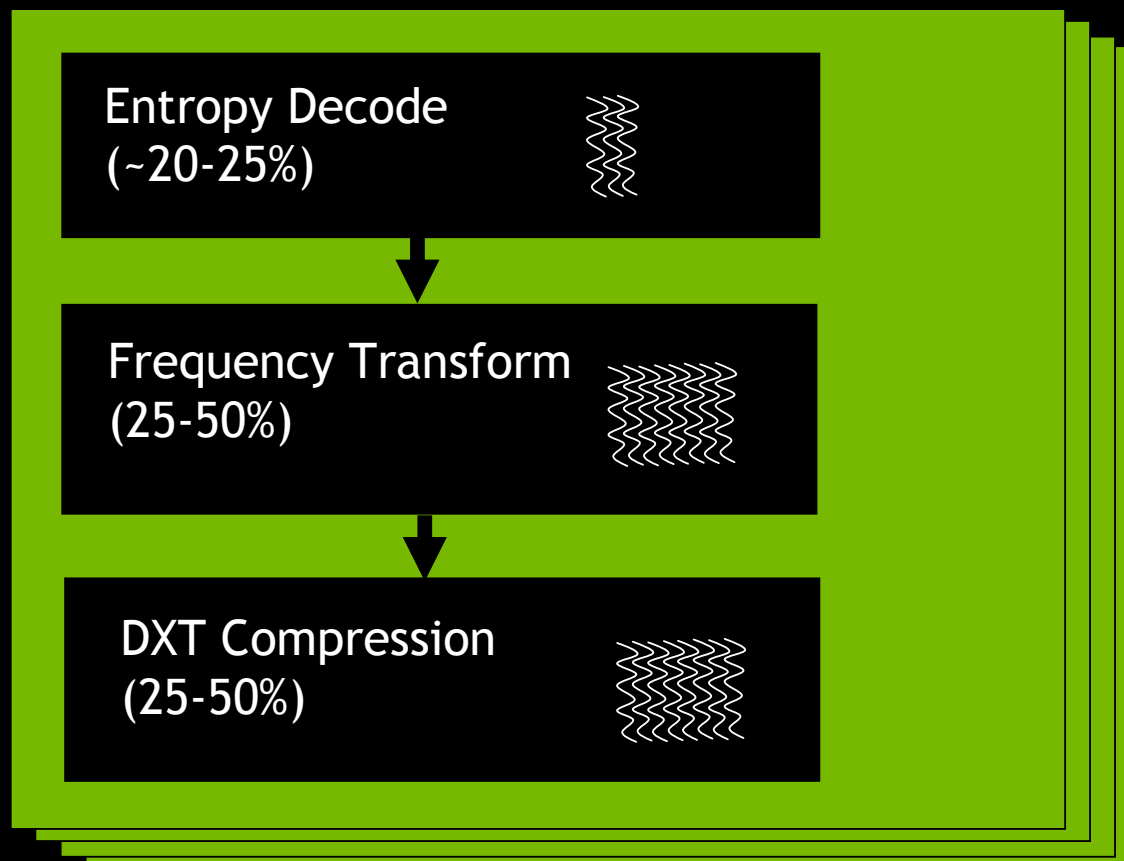 Entropy Decode
(~20-25%)
Frequency Transform
(25-50%)
DXT Compression
(25-50%)